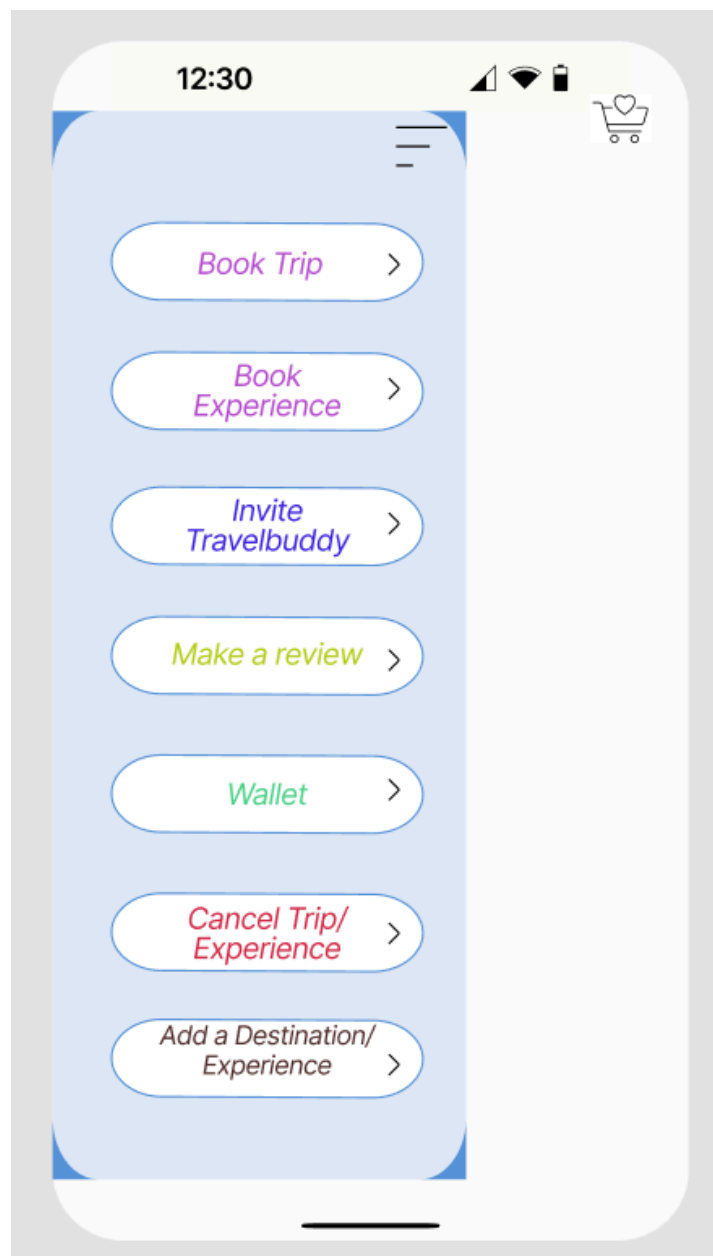 12:30
Book Trip
Book
Experience
Invite
Travelbuddy
Make a review
Wallet
Cancel Trip/
Experience
Add a Destination/
Experience